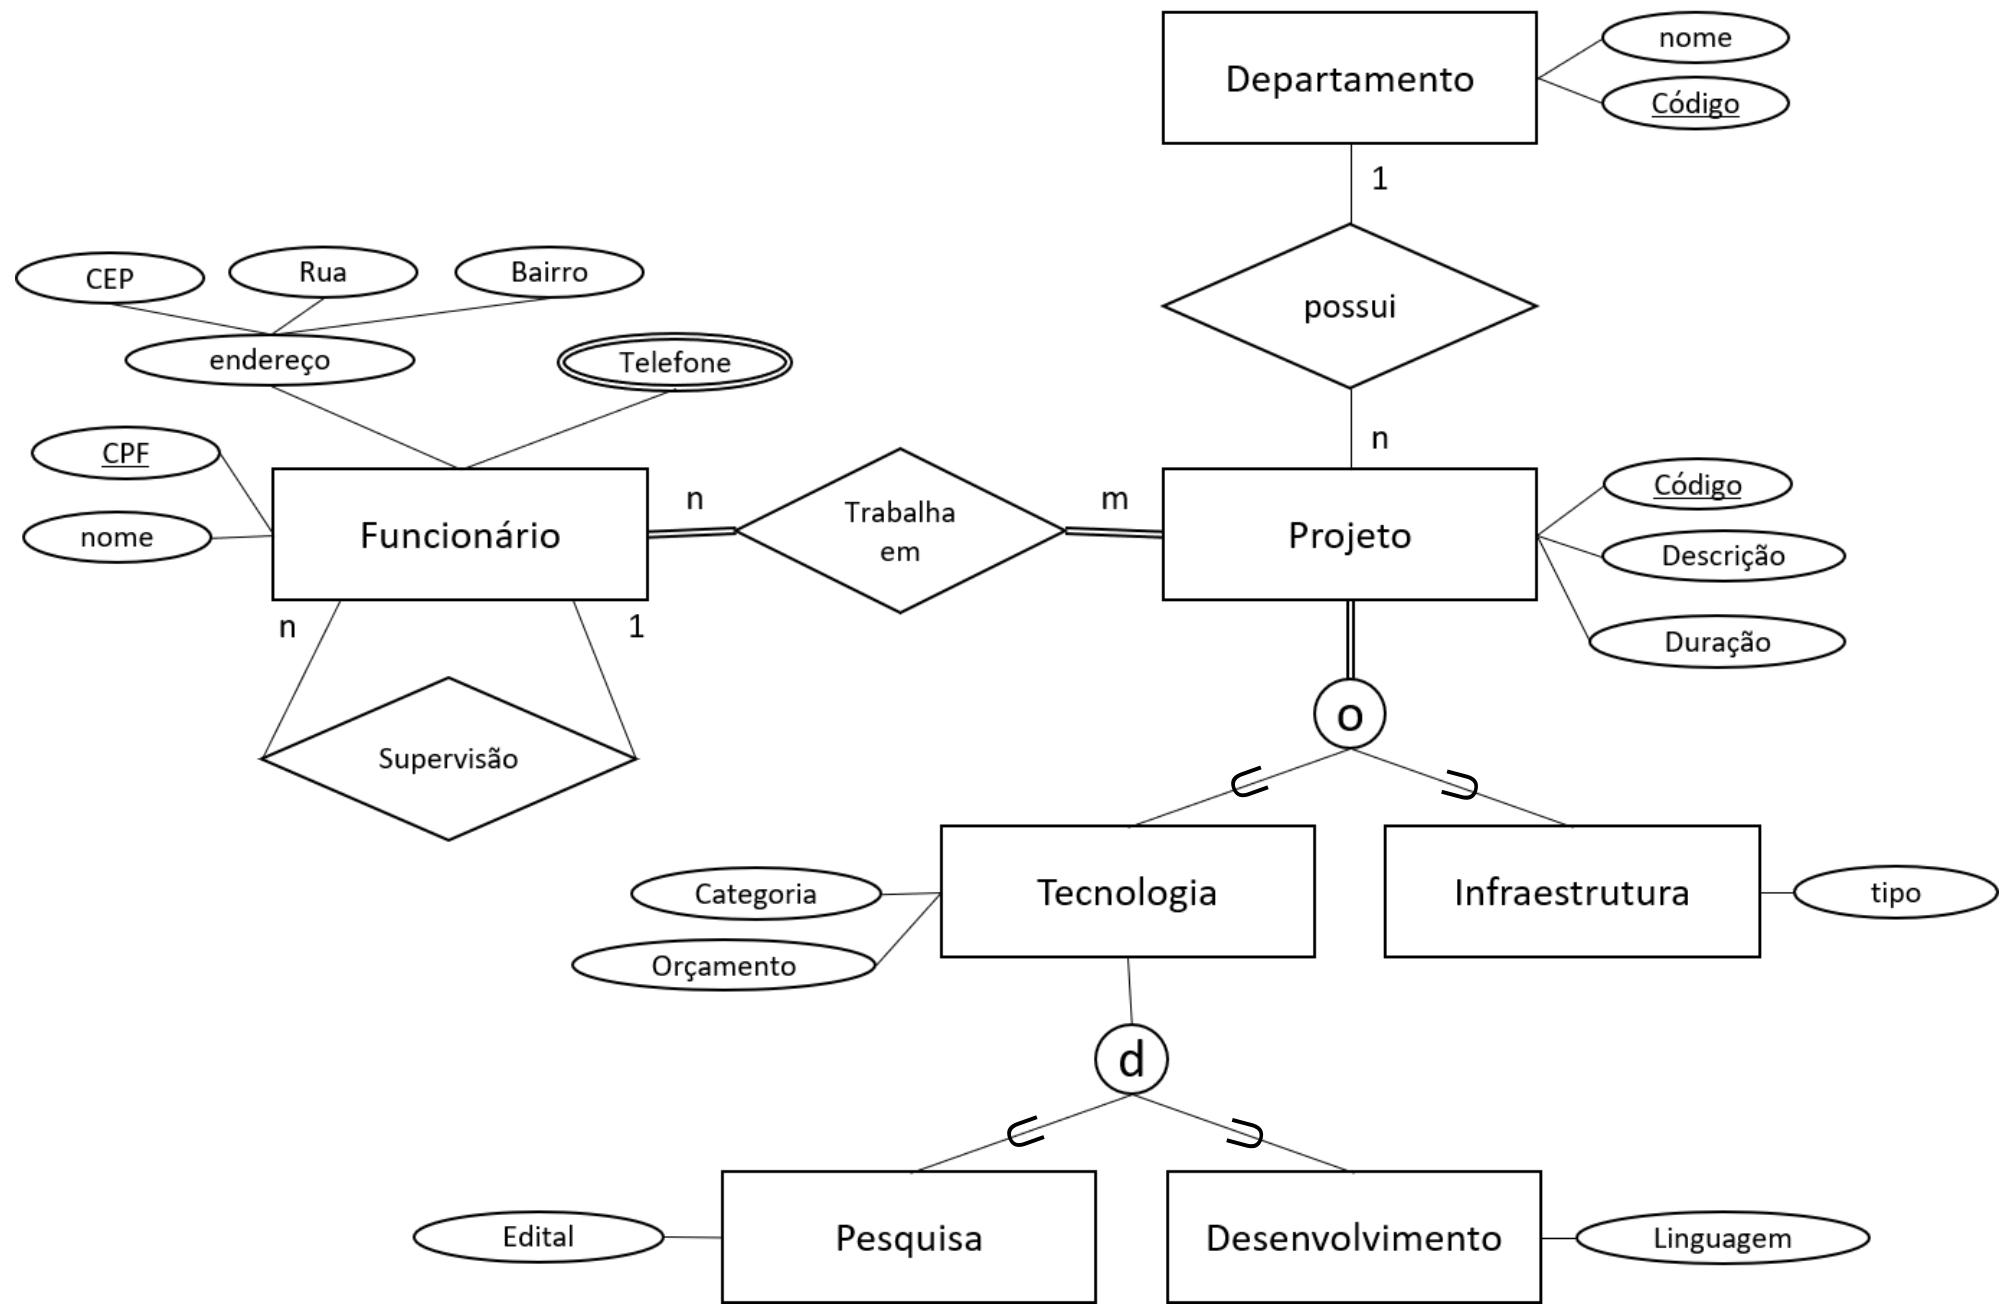 nome
Departamento
Código
1
possui
CEP
Rua
Bairro
endereço
Telefone
n
CPF
Código
n
m
Trabalha
em
nome
Funcionário
Projeto
Descrição
n
1
Duração
o
Supervisão
Categoria
Tecnologia
Infraestrutura
tipo
Orçamento
d
Edital
Pesquisa
Desenvolvimento
Linguagem